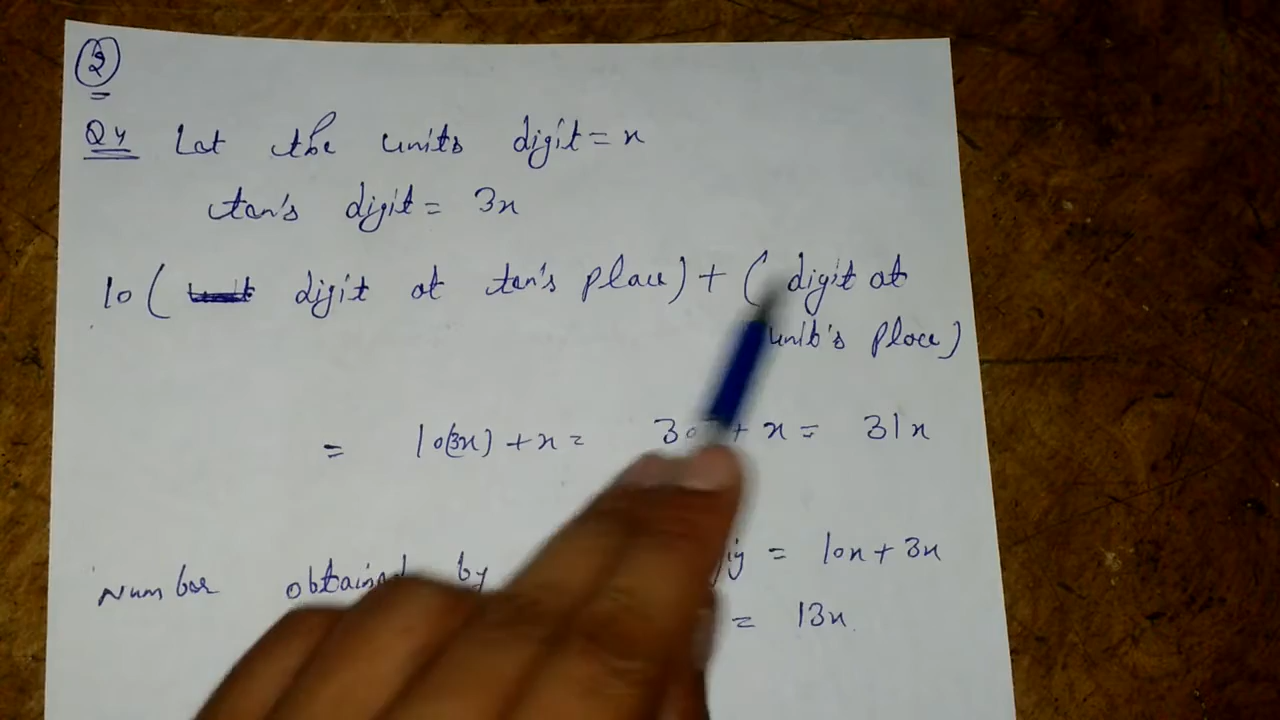 2
Q4 Let the units digit = x
ten's digit = 3x
10 ( digit at ten's place) + ( digit at
unit's place)
= 10(3x) + x = 30 + x = 31x
Number obtained by = 10x + 3x
= 13x